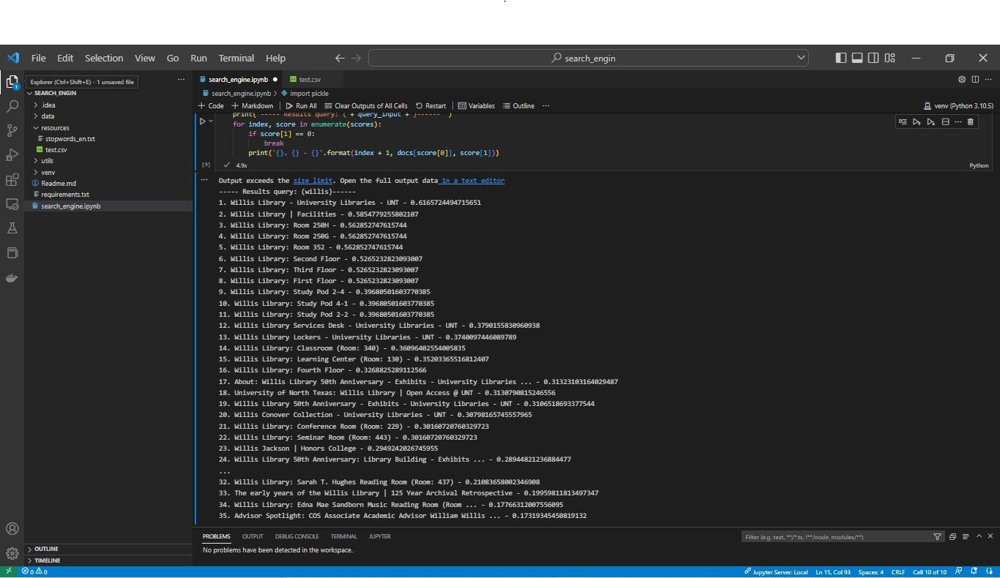 File Edit Selection View Go Run Terminal Help
search_engin
Explorer (Ctrl+Shift+E) - 1 unsaved file
1
SEARCH_ENGIN
.idea
data
resources
stopwords_en.txt
text.csv
utils
venv
Readme.md
requirements.txt
search_engine.ipynb
OUTLINE
TIMELINE
search_engine.ipynb
text.csv
search_engine.ipynb > import pickle
Code Markdown Run All Clear Outputs of All Cells Restart Variables Outline ...
venv (Python 3.10.5)
print('----- Results query: (' + query_input + ')------ ')
for index, score in enumerate(scores):
if score[1] == 0:
break
print('{}. {} - {}'.format(index + 1, docs[score[0]], score[1]))
[9] 4.9s
Python
Output exceeds the size limit. Open the full output data in a text editor
----- Results query: (willis)------
1. Willis Library - University Libraries - UNT - 0.6165724494715651
2. Willis Library | Facilities - 0.5854779255802107
3. Willis Library: Room 250H - 0.562852747615744
4. Willis Library: Room 250G - 0.562852747615744
5. Willis Library: Room 352 - 0.562852747615744
6. Willis Library: Second Floor - 0.5265232823093007
7. Willis Library: Third Floor - 0.5265232823093007
8. Willis Library: First Floor - 0.5265232823093007
9. Willis Library: Study Pod 2-4 - 0.39680501603770385
10. Willis Library: Study Pod 4-1 - 0.39680501603770385
11. Willis Library: Study Pod 2-2 - 0.39680501603770385
12. Willis Library Services Desk - University Libraries - UNT - 0.3790155830960938
13. Willis Library Lockers - University Libraries - UNT - 0.3740097446089789
14. Willis Library: Classroom (Room: 340) - 0.36096402554005835
15. Willis Library: Learning Center (Room: 130) - 0.35203365516812407
16. Willis Library: Fourth Floor - 0.3268825289112566
17. About: Willis Library 50th Anniversary - Exhibits - University Libraries ... - 0.31323103164029487
18. University of North Texas: Willis Library | Open Access @ UNT - 0.3130790815246556
19. Willis Library 50th Anniversary - Exhibits - University Libraries - UNT - 0.3106518693377544
20. Willis Conover Collection - University Libraries - UNT - 0.30798165745557965
21. Willis Library: Conference Room (Room: 229) - 0.30160720760329723
22. Willis Library: Seminar Room (Room: 443) - 0.30160720760329723
23. Willis Jackson | Honors College - 0.2949242026745955
24. Willis Library 50th Anniversary: Library Building - Exhibits ... - 0.28944821236884477
...
32. Willis Library: Sarah T. Hughes Reading Room (Room: 437) - 0.21083658002346908
33. The early years of the Willis Library | 125 Year Archival Retrospective - 0.19959811813497347
34. Willis Library: Edna Mae Sandborn Music Reading Room (Room ... - 0.17766312007556095
35. Advisor Spotlight: COS Associate Academic Advisor William Willis ... - 0.17319345450819132
PROBLEMS OUTPUT DEBUG CONSOLE TERMINAL JUPYTER
Filter (e.g. text, **/*.ts, !**/node_modules/**)
No problems have been detected in the workspace.
0 0
Jupyter Server: Local Ln 15, Col 93 Spaces: 4 CRLF Cell 10 of 10